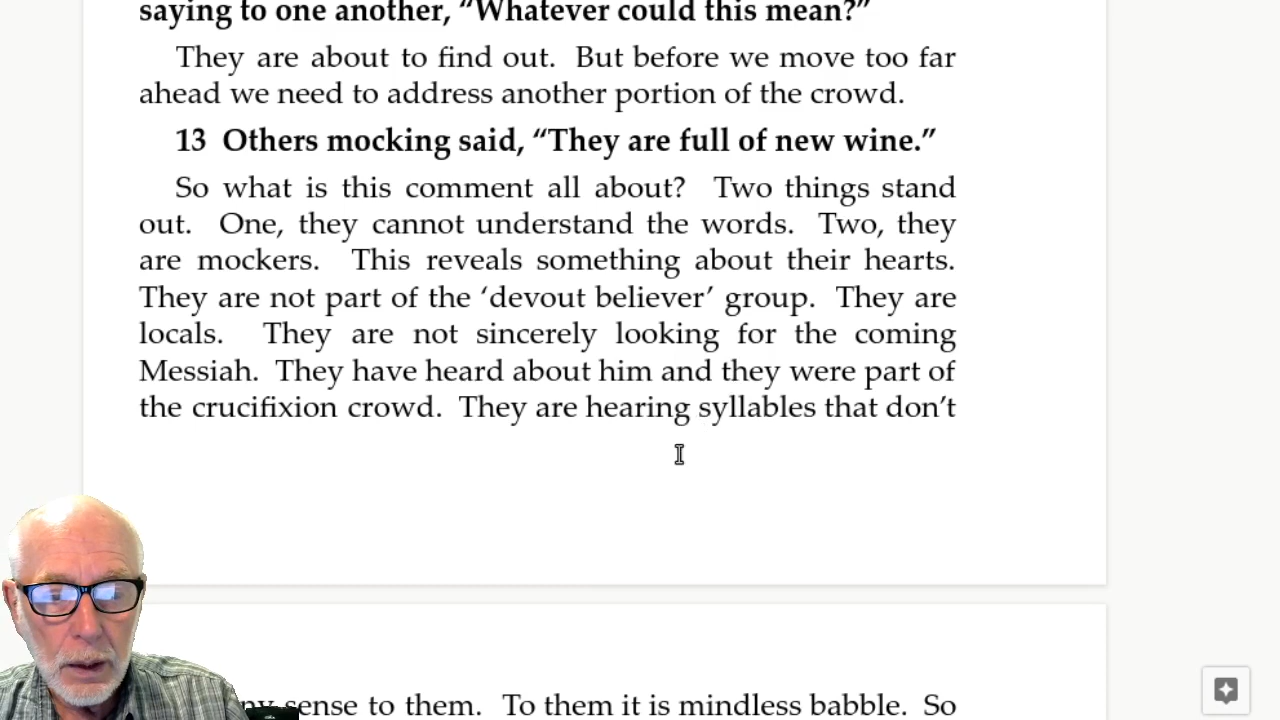 saying to one another, “Whatever could this mean?”
They are about to find out. But before we move too far
ahead we need to address another portion of the crowd.
13 Others mocking said, “They are full of new wine.”
So what is this comment all about? Two things stand
out. One, they cannot understand the words. Two, they
are mockers. This reveals something about their hearts.
They are not part of the ‘devout believer’ group. They are
locals. They are not sincerely looking for the coming
Messiah. They have heard about him and they were part of
the crucifixion crowd. They are hearing syllables that don’t
sense to them. To them it is mindless babble. So